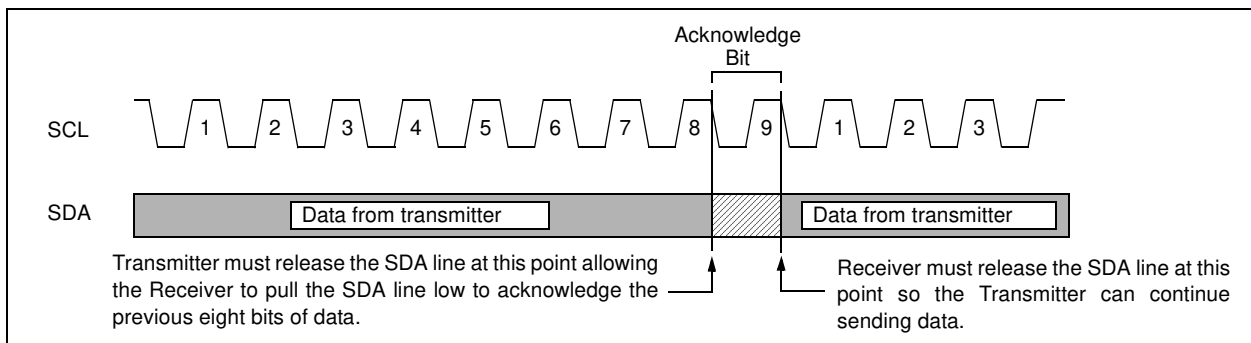 Acknowledge
Bit
SCL
1 2 3 4 5 6 7 8 9 1 2 3
SDA
Data from transmitter
Data from transmitter
Transmitter must release the SDA line at this point allowing
the Receiver to pull the SDA line low to acknowledge the
previous eight bits of data.
Receiver must release the SDA line at this
point so the Transmitter can continue
sending data.